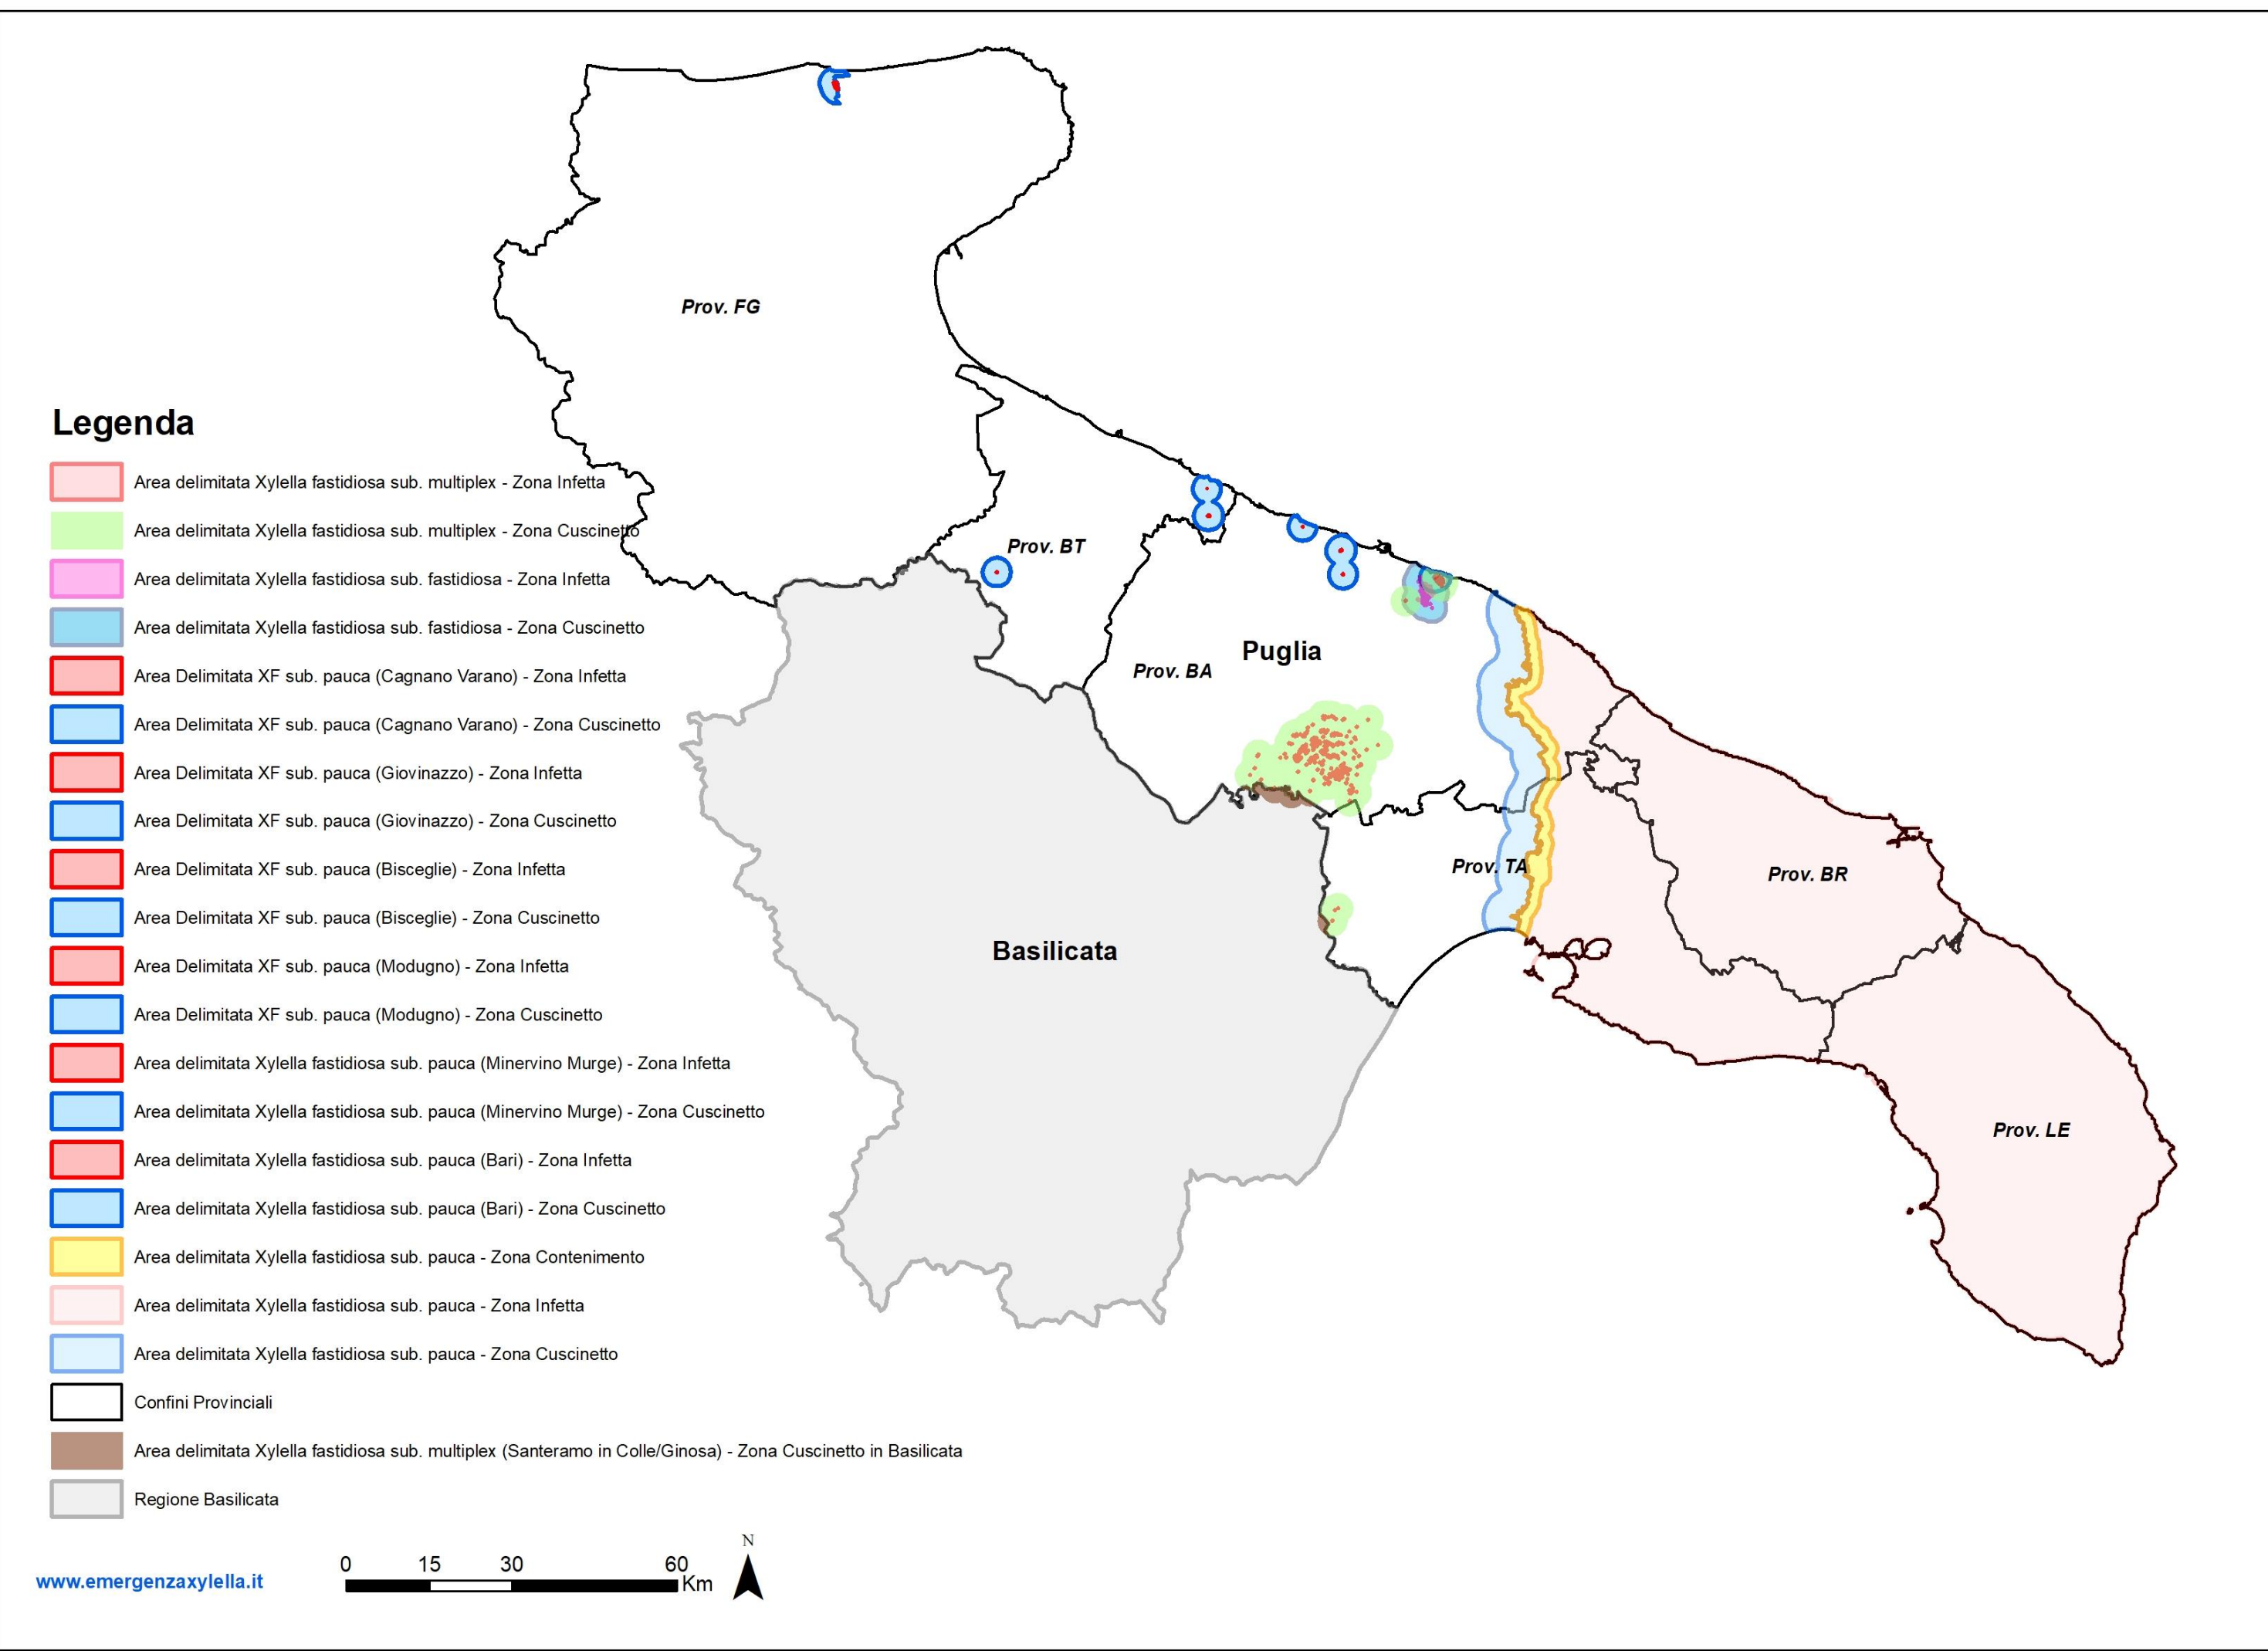 Prov. FG
Legenda
Area delimitata Xylella fastidiosa sub. multiplex - Zona Infetta
Area delimitata Xylella fastidiosa sub. multiplex - Zona Cuscinetto
Area delimitata Xylella fastidiosa sub. fastidiosa - Zona Infetta
Area delimitata Xylella fastidiosa sub. fastidiosa - Zona Cuscinetto
Area Delimitata XF sub. pauca (Cagnano Varano) - Zona Infetta
Area Delimitata XF sub. pauca (Cagnano Varano) - Zona Cuscinetto
Area Delimitata XF sub. pauca (Giovinazzo) - Zona Infetta
Area Delimitata XF sub. pauca (Giovinazzo) - Zona Cuscinetto
Area Delimitata XF sub. pauca (Bisceglie) - Zona Infetta
Area Delimitata XF sub. pauca (Bisceglie) - Zona Cuscinetto
Area Delimitata XF sub. pauca (Modugno) - Zona Infetta
Area Delimitata XF sub. pauca (Modugno) - Zona Cuscinetto
Area delimitata Xylella fastidiosa sub. pauca (Minervino Murge) - Zona Infetta
Area delimitata Xylella fastidiosa sub. pauca (Minervino Murge) - Zona Cuscinetto
Area delimitata Xylella fastidiosa sub. pauca (Bari) - Zona Infetta
Area delimitata Xylella fastidiosa sub. pauca (Bari) - Zona Cuscinetto
Area delimitata Xylella fastidiosa sub. pauca - Zona Contenimento
Area delimitata Xylella fastidiosa sub. pauca - Zona Infetta
Area delimitata Xylella fastidiosa sub. pauca - Zona Cuscinetto
Confini Provinciali
Area delimitata Xylella fastidiosa sub. multiplex (Santeramo in Colle/Ginosa) - Zona Cuscinetto in Basilicata
Regione Basilicata
Prov. BT
Puglia
Prov. BA
Prov. TA
Prov. BR
Basilicata
Prov. LE
www.emergenzaxylella.it
0 15 30 60
Km
N